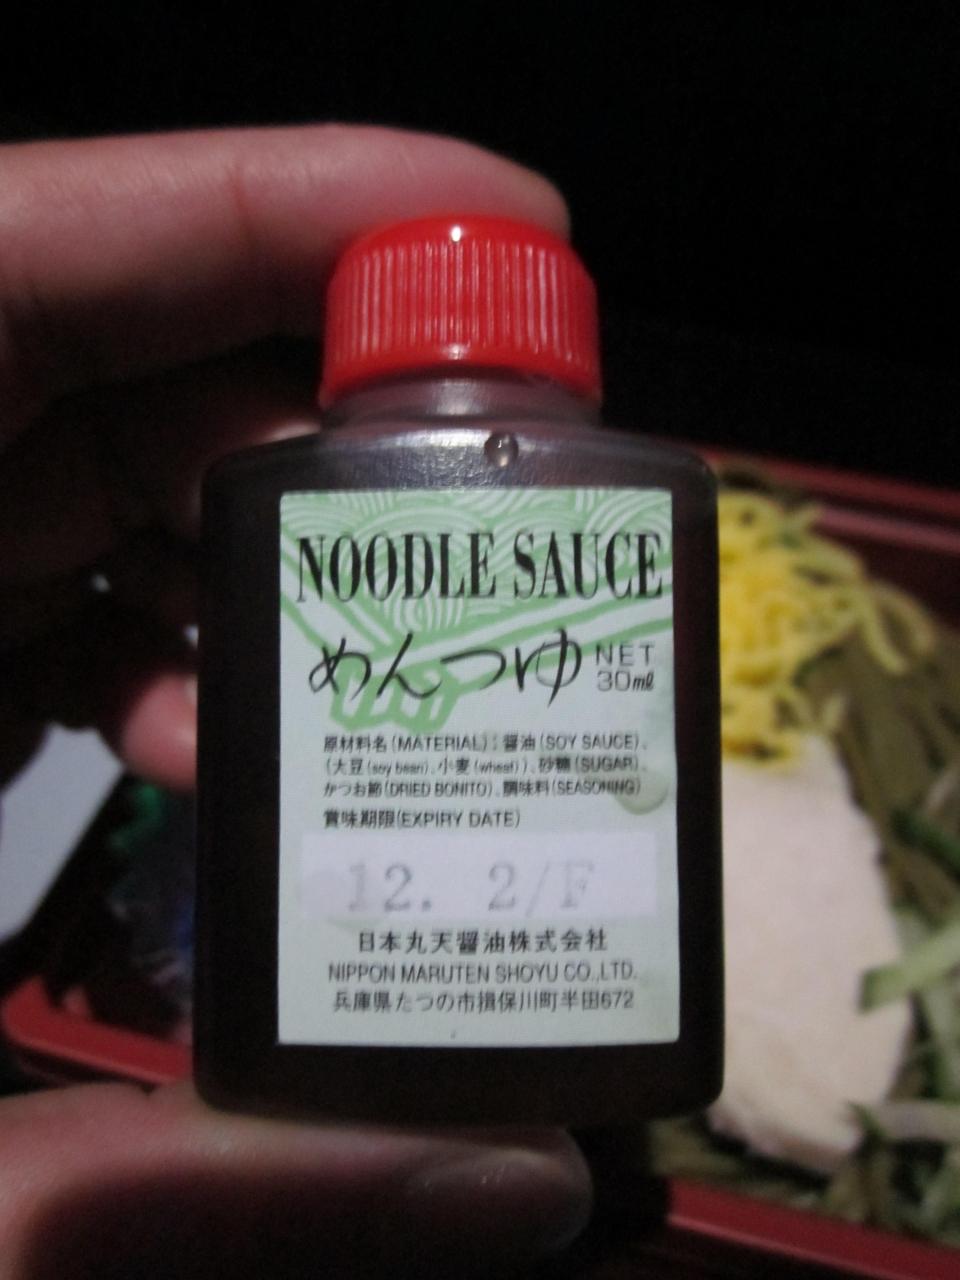 NOODLE SAUCE
めんつゆ NET 30ml
原材料名(MATERIAL):醤油(SOY SAUCE)、
(大豆(soy bean)、小麦(wheat))、砂糖(SUGAR)、
かつお節(DRIED BONITO)、調味料(SEASONING)
賞味期限(EXPIRY DATE)
12. 2/F
日本丸天醤油株式会社
NIPPON MARUTEN SHOYU CO.,LTD.
兵庫県たつの市揖保川町半田672